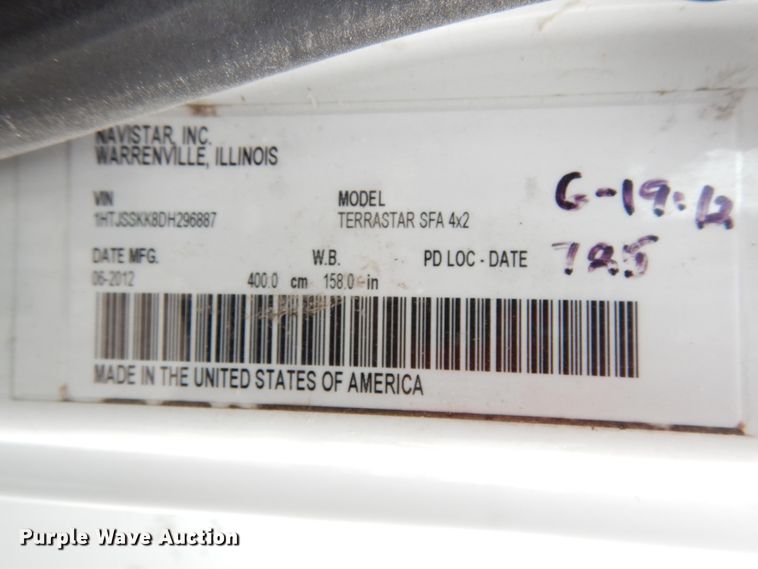 NAVISTAR, INC.
WARRENVILLE, ILLINOIS
VIN MODEL
1HTJSSKK8DH296887 TERRASTAR SFA 4x2
G-19-12
DATE MFG. W.B. PD LOC - DATE 725
06-2012 400.0 cm 158.0 in
MADE IN THE UNITED STATES OF AMERICA
Purple Wave Auction